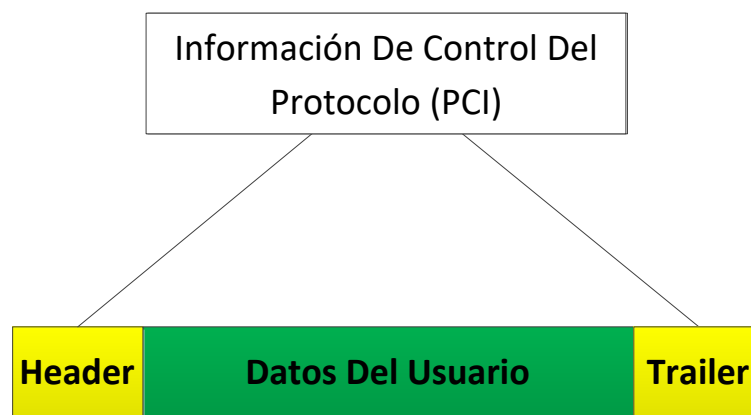 Información De Control Del
Protocolo (PCI)
Header Datos Del Usuario Trailer